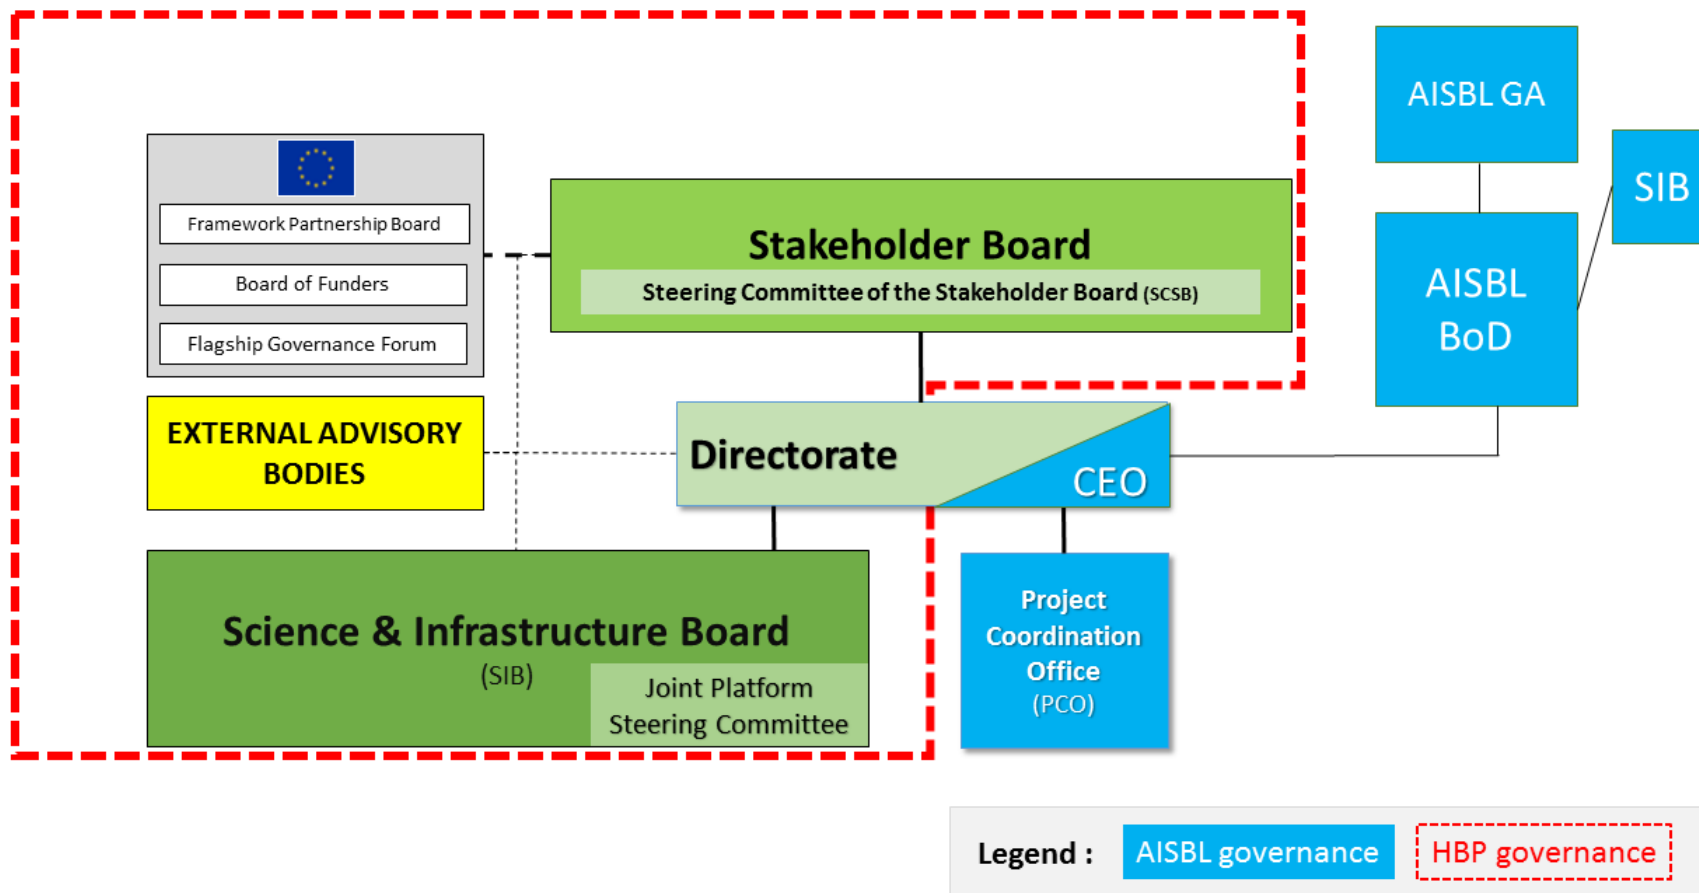 AISBL GA
SIB
Framework Partnership Board
Board of Funders
Flagship Governance Forum
Stakeholder Board
Steering Committee of the Stakeholder Board (SCSB)
AISBL
BoD
EXTERNAL ADVISORY
BODIES
Directorate
CEO
Science & Infrastructure Board
(SIB)
Joint Platform
Steering Committee
Project
Coordination
Office
(PCO)
Legend :
AISBL governance
HBP governance